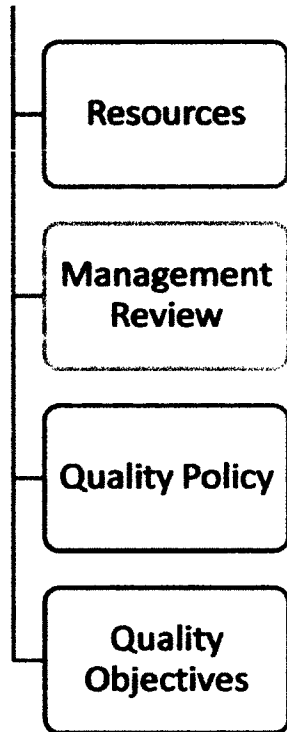 Resources
Management
Review
Quality Policy
Quality
Objectives